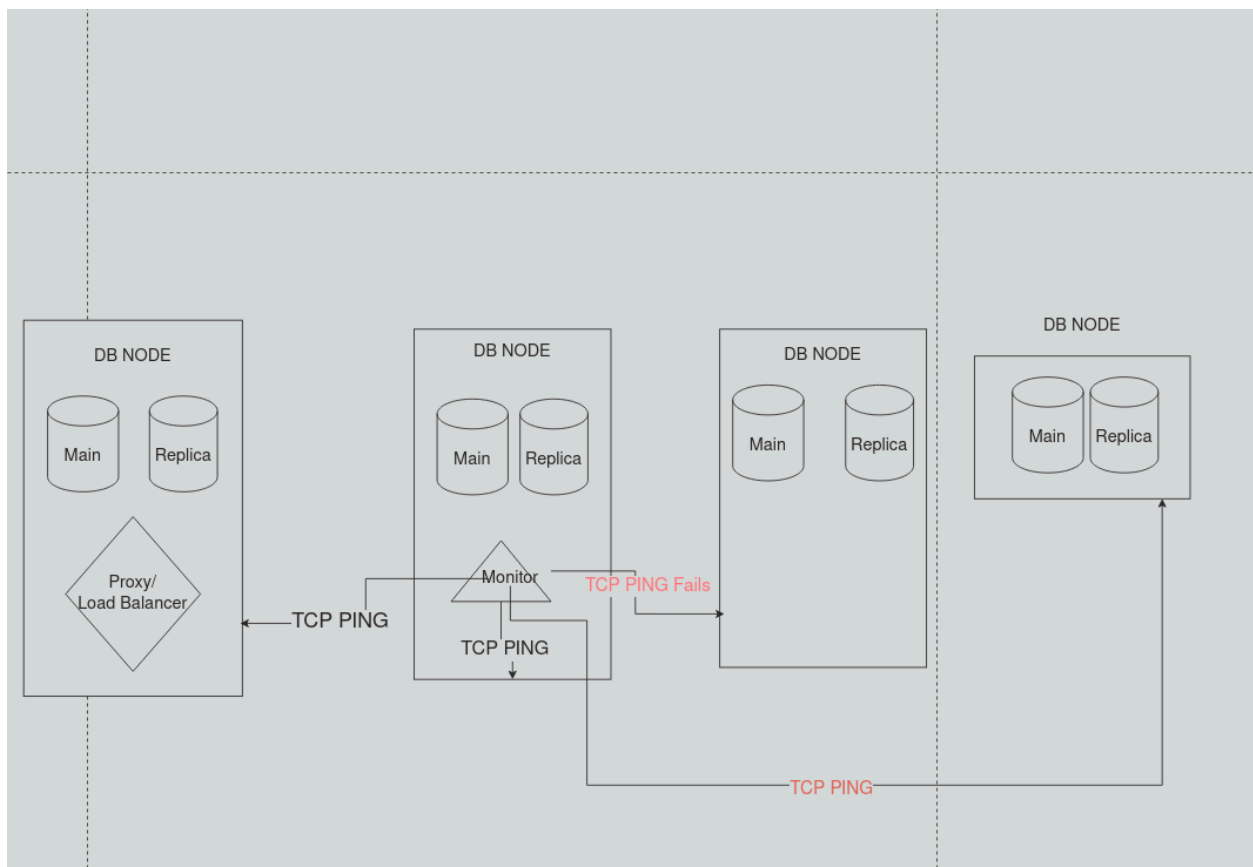 DB NODE
Main
Replica
Proxy/
Load Balancer
TCP PING
DB NODE
Main
Replica
Monitor
TCP PING
TCP PING Fails
DB NODE
Main
Replica
DB NODE
Main
Replica
TCP PING